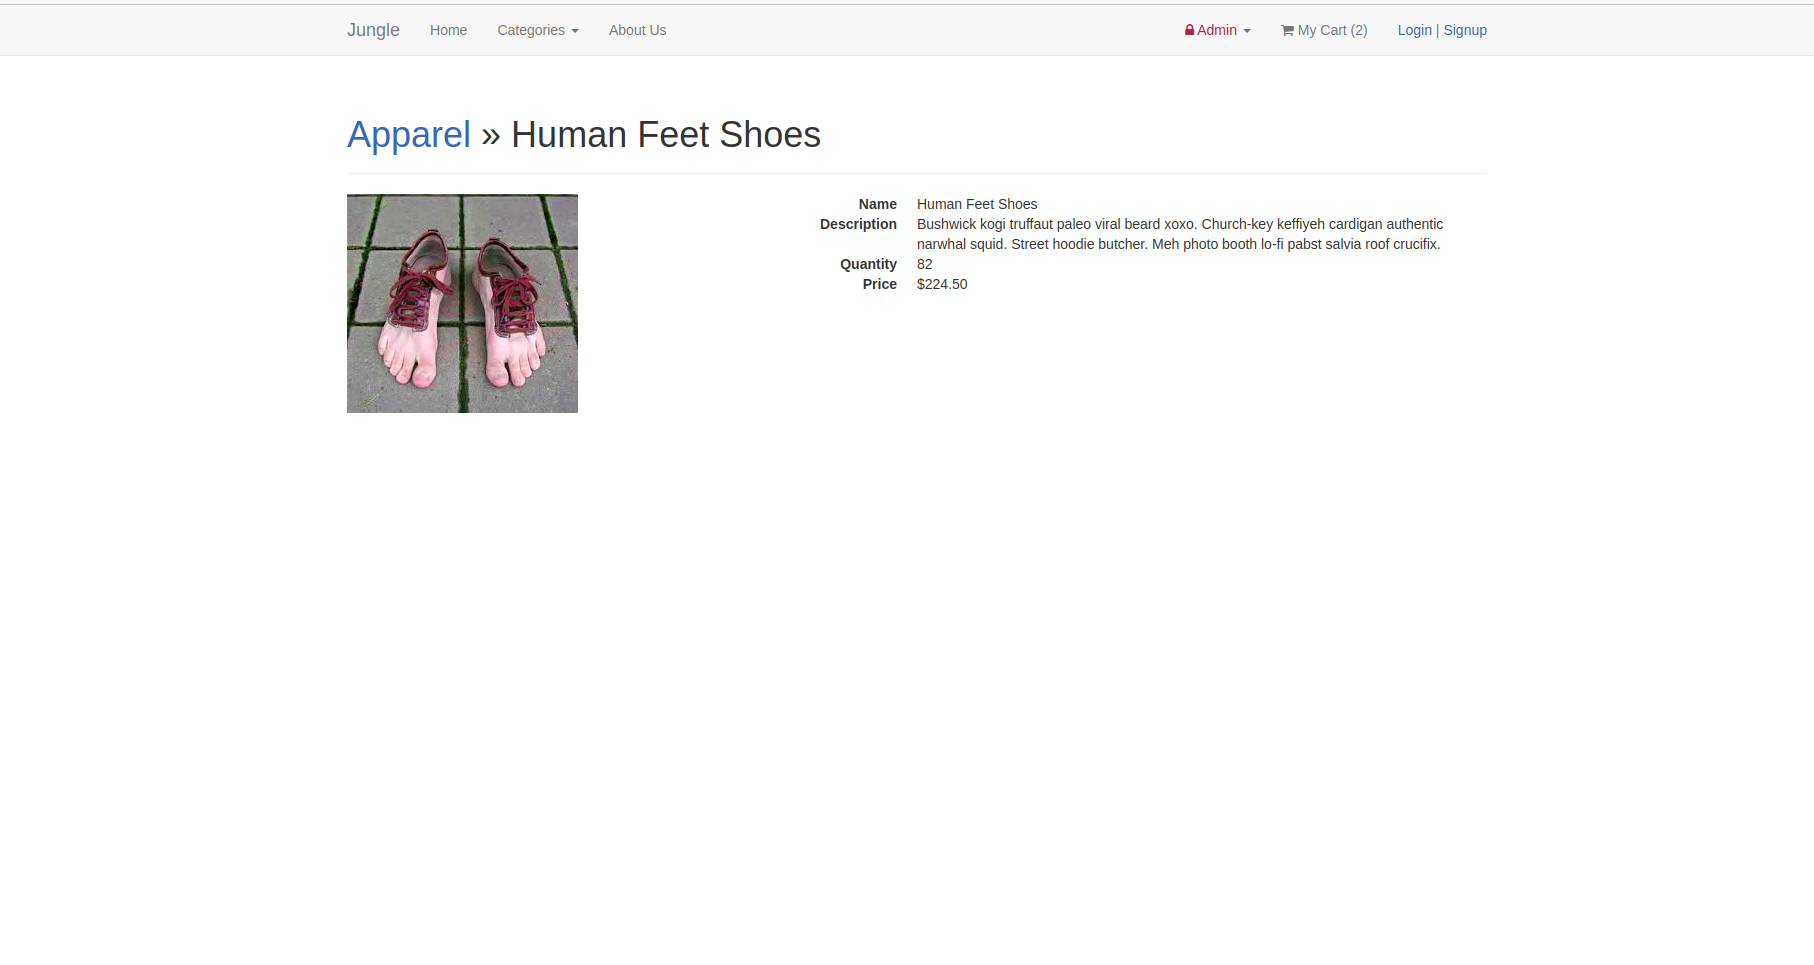 Jungle Home Categories About Us Admin My Cart (2) Login | Signup
Apparel » Human Feet Shoes
Name Human Feet Shoes
Description Bushwick kogi truffaut paleo viral beard xoxo. Church-key keffiyeh cardigan authentic
narwhal squid. Street hoodie butcher. Meh photo booth lo-fi pabst salvia roof crucifix.
Quantity 82
Price $224.50